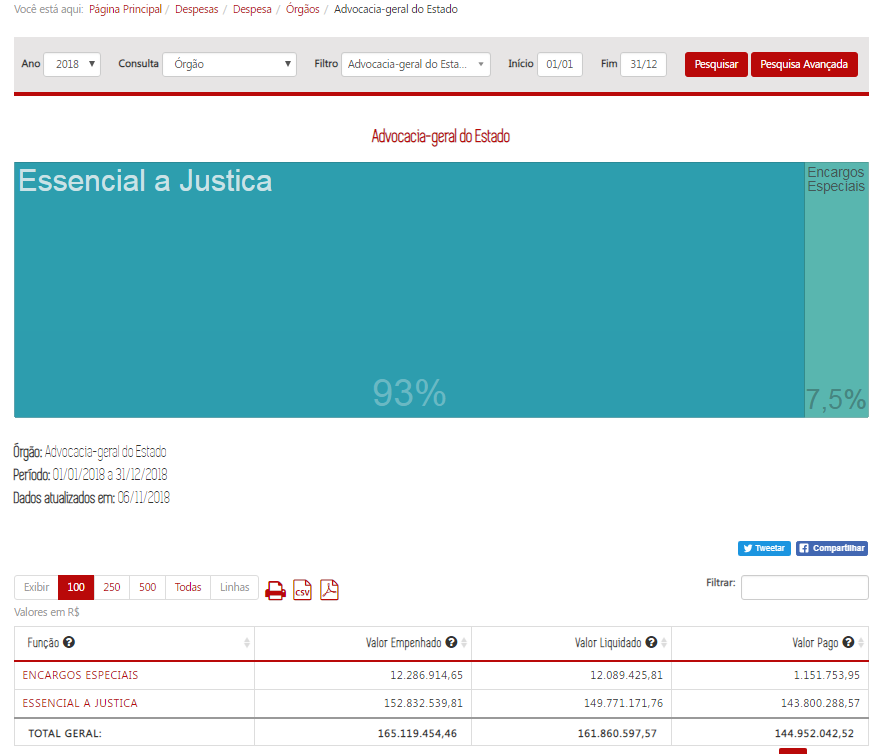 Você está aqui: Página Principal / Despesas / Despesa / Órgãos / Advocacia-geral do Estado
Ano 2018 Consulta Órgão Filtro Advocacia-geral do Esta... Início 01/01 Fim 31/12 Pesquisar Pesquisa Avançada
Advocacia-geral do Estado
Essencial a Justica
Encargos
Especiais
93%
7,5%
Órgão: Advocacia-geral do Estado
Período: 01/01/2018 a 31/12/2018
Dados atualizados em: 06/11/2018
Tweetar Compartilhar
Exibir 100 250 500 Todas Linhas CSV Filtrar:
Valores em R$
Função Valor Empenhado Valor Liquidado Valor Pago
ENCARGOS ESPECIAIS 12.286.914,65 12.089.425,81 1.151.753,95
ESSENCIAL A JUSTICA 152.832.539,81 149.771.171,76 143.800.288,57
TOTAL GERAL: 165.119.454,46 161.860.597,57 144.952.042,52